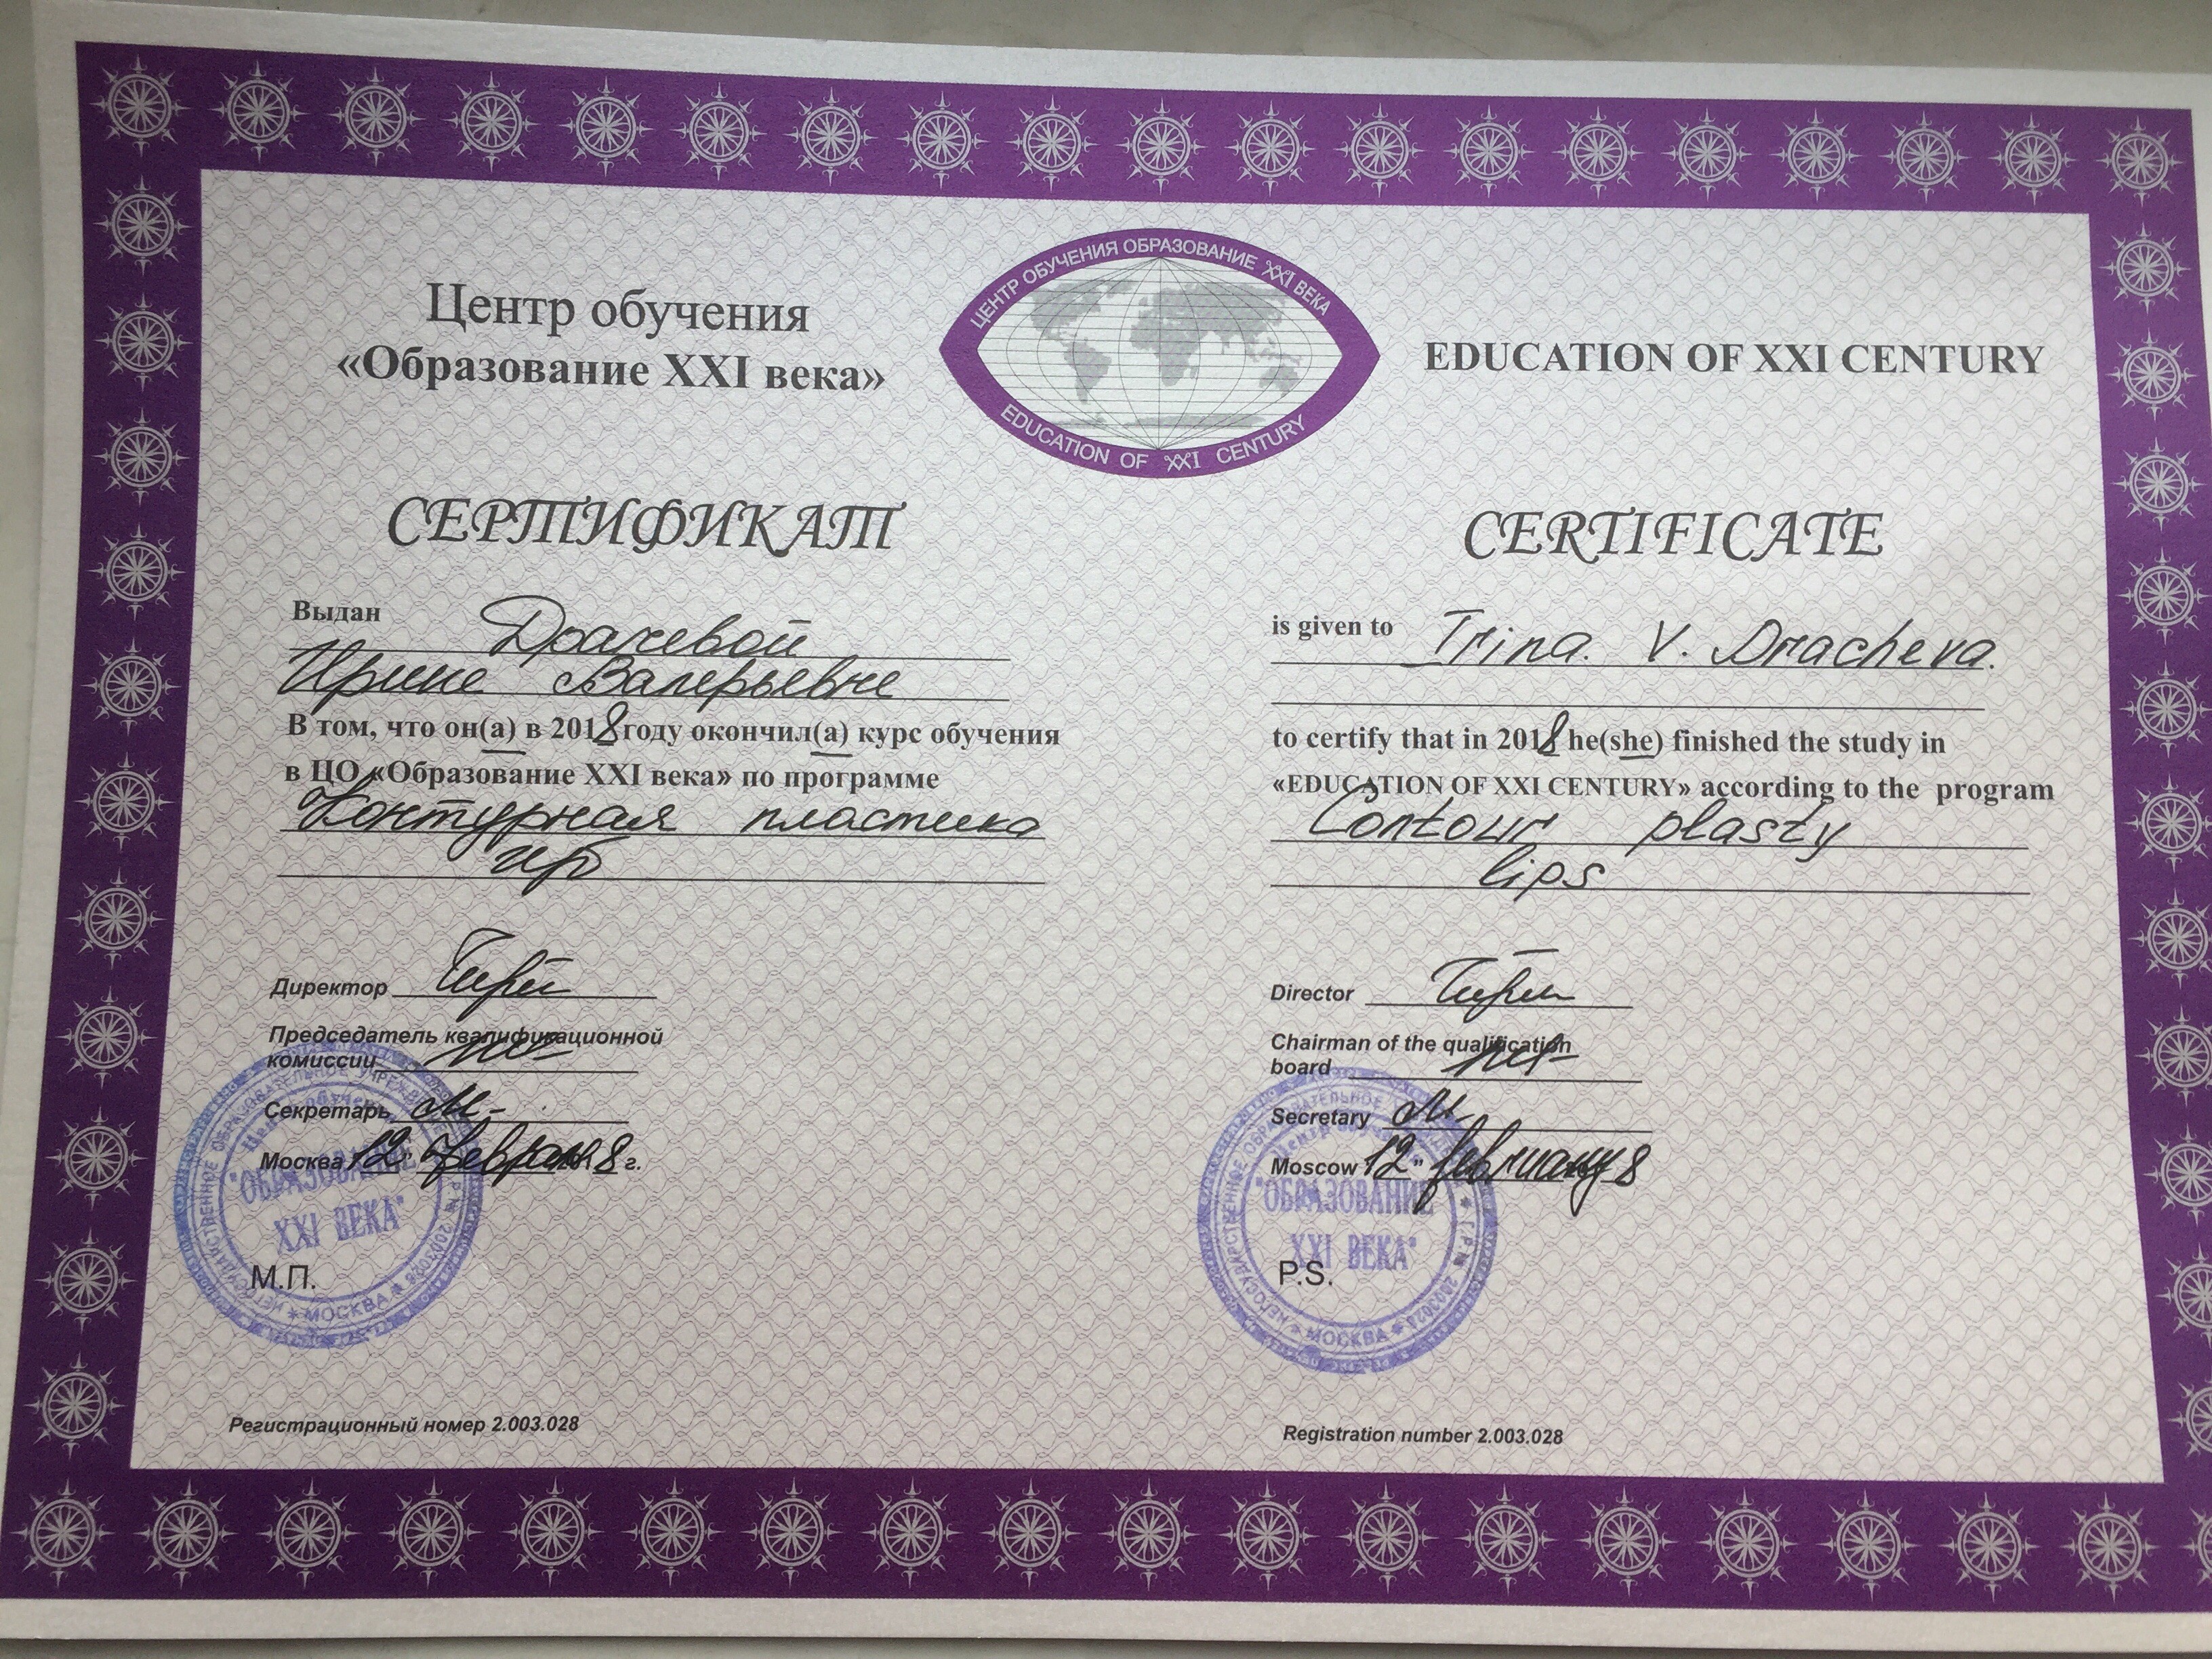 ЦЕНТР ОБУЧЕНИЯ ОБРАЗОВАНИЕ XXI ВЕКА
EDUCATION OF XXI CENTURY
Центр обучения
«Образование XXI века»
СЕРТИФИКАТ
Выдан Драчевой
Ирине Валерьевне
В том, что он(а) в 2018 году окончил(а) курс обучения
в ЦО «Образование XXI века» по программе
Контурная пластика
губ
Директор
Председатель квалификационной
комиссии
Секретарь
Москва 12 " февраля 8 г.
"ОБРАЗОВАНИЕ
XXI ВЕКА"
МОСКВА
М.П.
Регистрационный номер 2.003.028
EDUCATION OF XXI CENTURY
CERTIFICATE
is given to Irina V. Dracheva.
to certify that in 2018 he(she) finished the study in
«EDUCATION OF XXI CENTURY» according to the program
Contour plasty
lips
Director
Chairman of the qualification
board
Secretary
Moscow 12 " february 8
"ОБРАЗОВАНИЕ
XXI ВЕКА"
МОСКВА
P.S.
Registration number 2.003.028